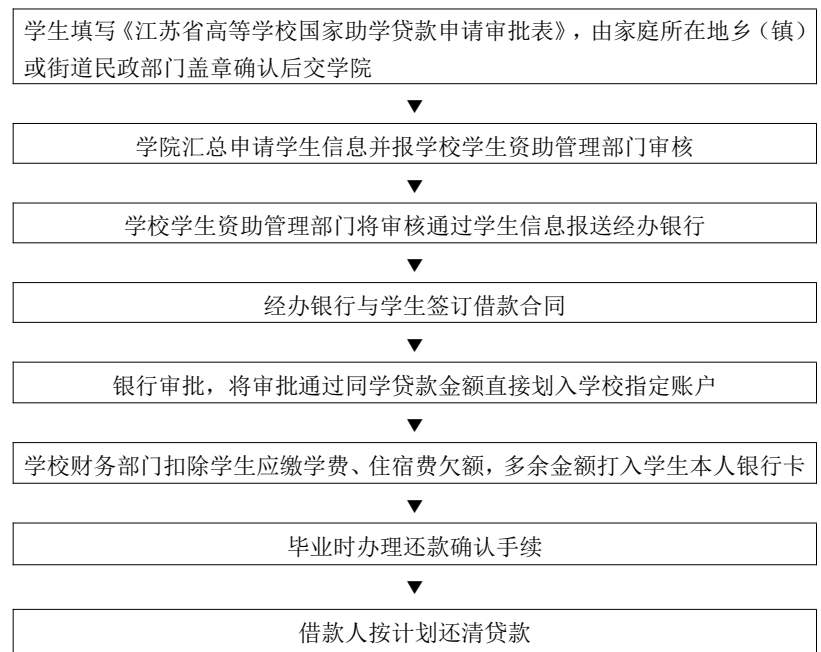 学生填写《江苏省高等学校国家助学贷款申请审批表》，由家庭所在地乡（镇）
或街道民政部门盖章确认后交学院
学院汇总申请学生信息并报学校学生资助管理部门审核
学校学生资助管理部门将审核通过学生信息报送经办银行
经办银行与学生签订借款合同
银行审批，将审批通过同学贷款金额直接划入学校指定账户
学校财务部门扣除学生应缴学费、住宿费欠额，多余金额打入学生本人银行卡
毕业时办理还款确认手续
借款人按计划还清贷款